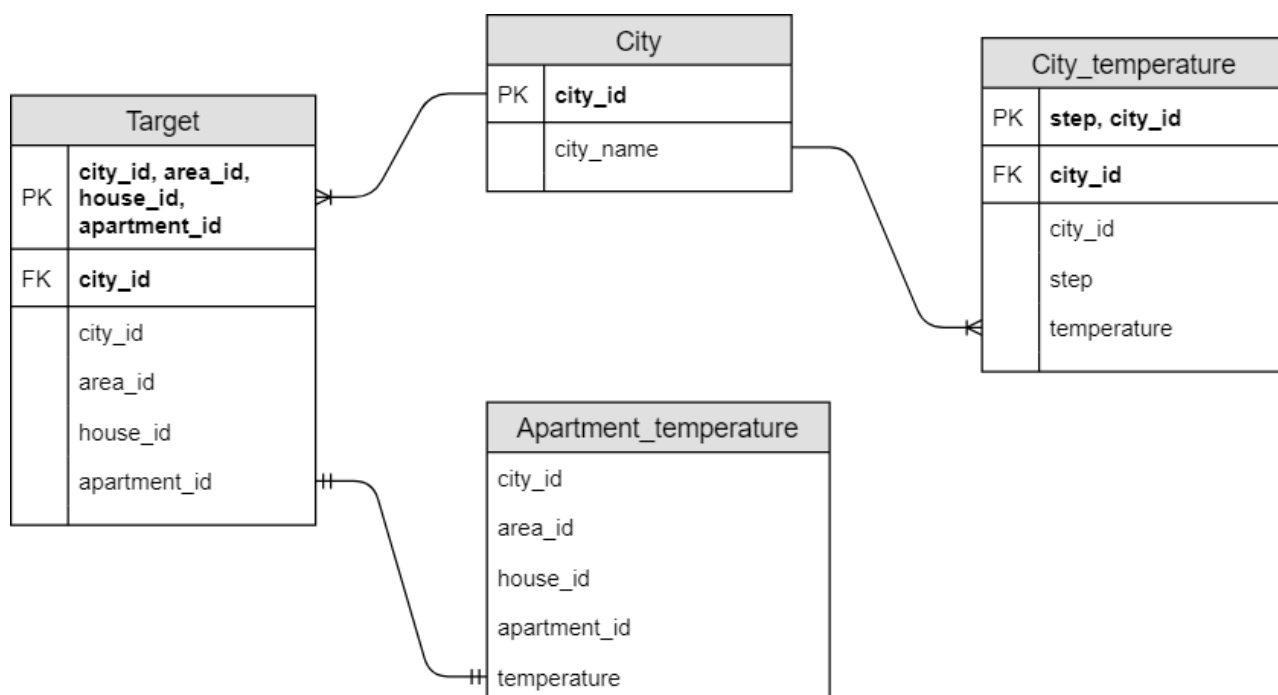 City
PK city_id
city_name
City_temperature
PK step, city_id
FK city_id
city_id
step
temperature
Target
PK city_id, area_id,
house_id,
apartment_id
FK city_id
city_id
area_id
house_id
apartment_id
Apartment_temperature
city_id
area_id
house_id
apartment_id
temperature